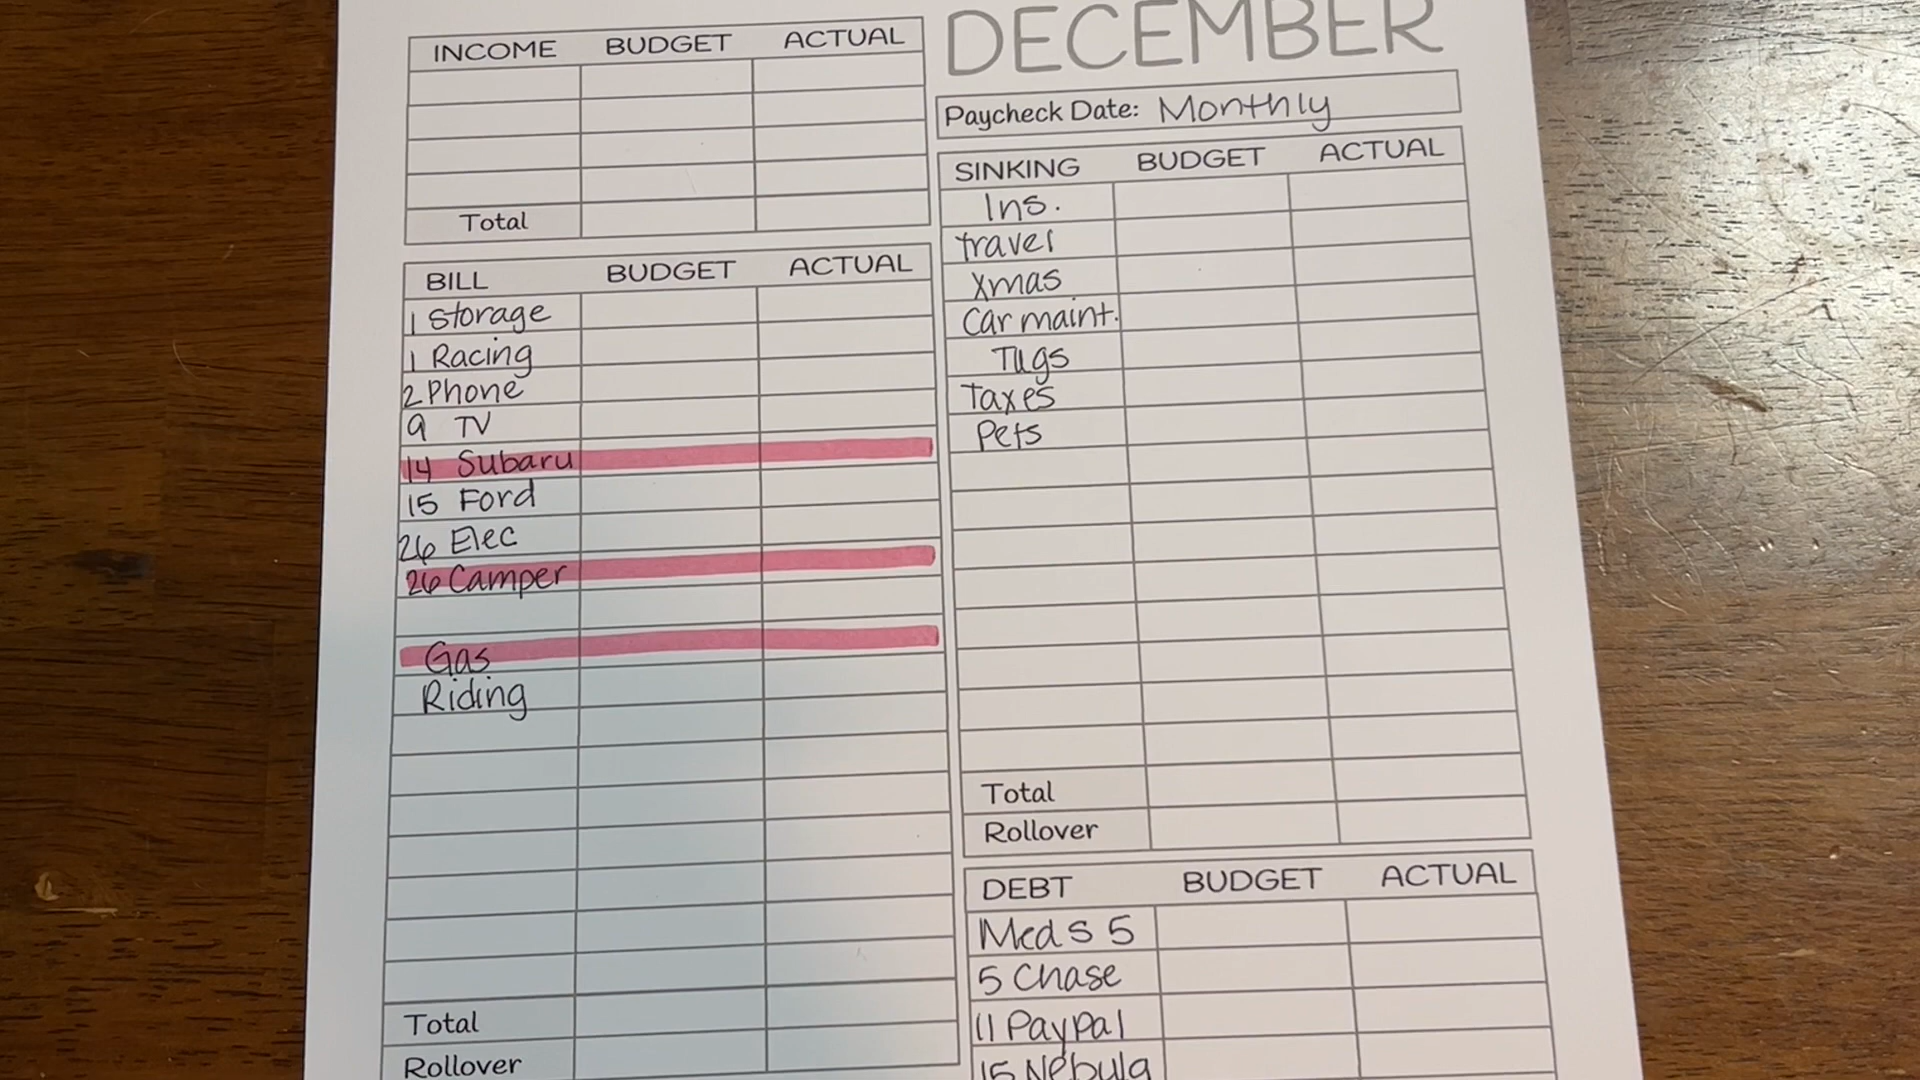 DECEMBER
INCOME BUDGET ACTUAL
Total
BILL BUDGET ACTUAL
1 Storage
1 Racing
2 Phone
9 TV
14 Subaru
15 Ford
26 Elec
26 Camper
Gas
Riding
Total
Rollover
Paycheck Date: Monthly
SINKING BUDGET ACTUAL
Ins.
travel
Xmas
Car maint.
Tags
Taxes
Pets
Total
Rollover
DEBT BUDGET ACTUAL
Med S 5
5 Chase
11 PayPal
15 Nebula